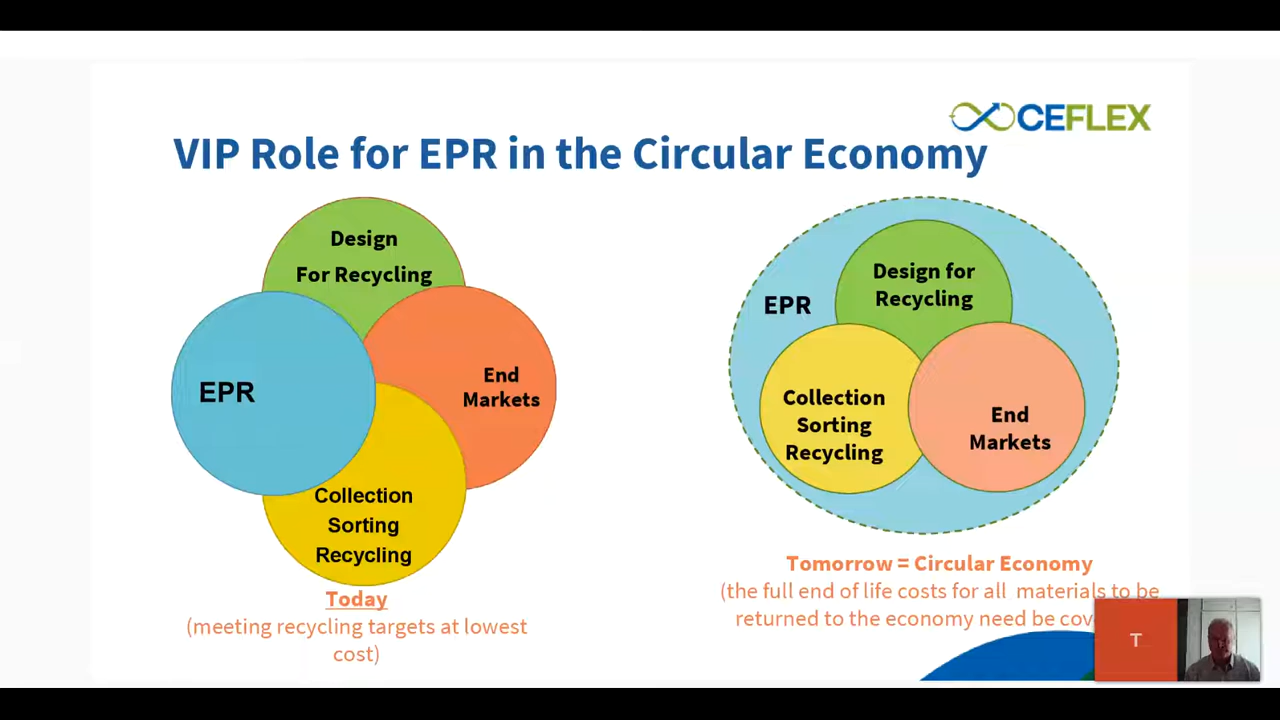 CEFLEX
VIP Role for EPR in the Circular Economy
Design
For Recycling
EPR
End
Markets
Collection
Sorting
Recycling
Today
(meeting recycling targets at lowest
cost)
EPR
Design for
Recycling
Collection
Sorting
Recycling
End
Markets
Tomorrow = Circular Economy
(the full end of life costs for all materials to be
returned to the economy need be
T